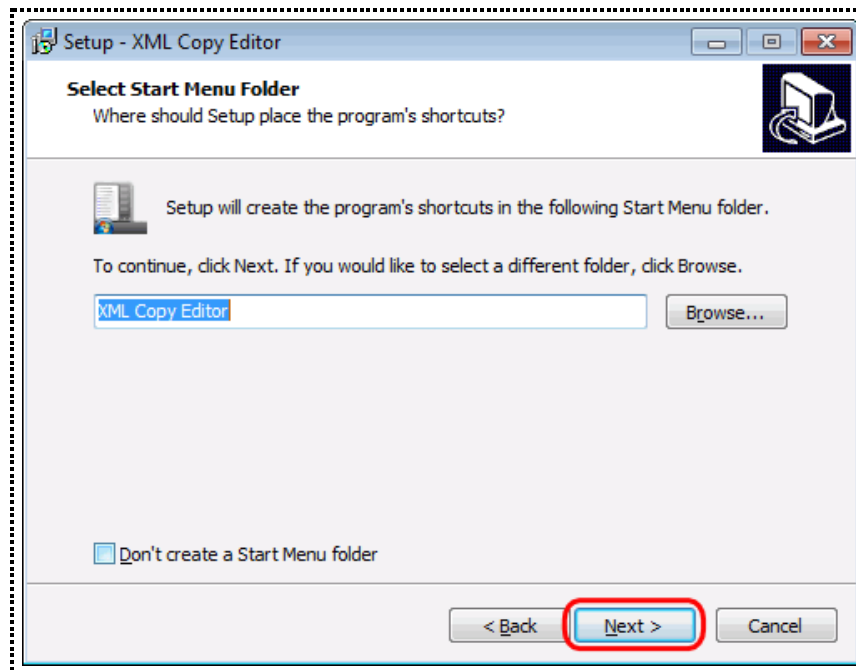 Setup - XML Copy Editor
Select Start Menu Folder
Where should Setup place the program's shortcuts?
Setup will create the program's shortcuts in the following Start Menu folder.
To continue, click Next. If you would like to select a different folder, click Browse.
XML Copy Editor
Browse...
Don't create a Start Menu folder
< Back
Next >
Cancel